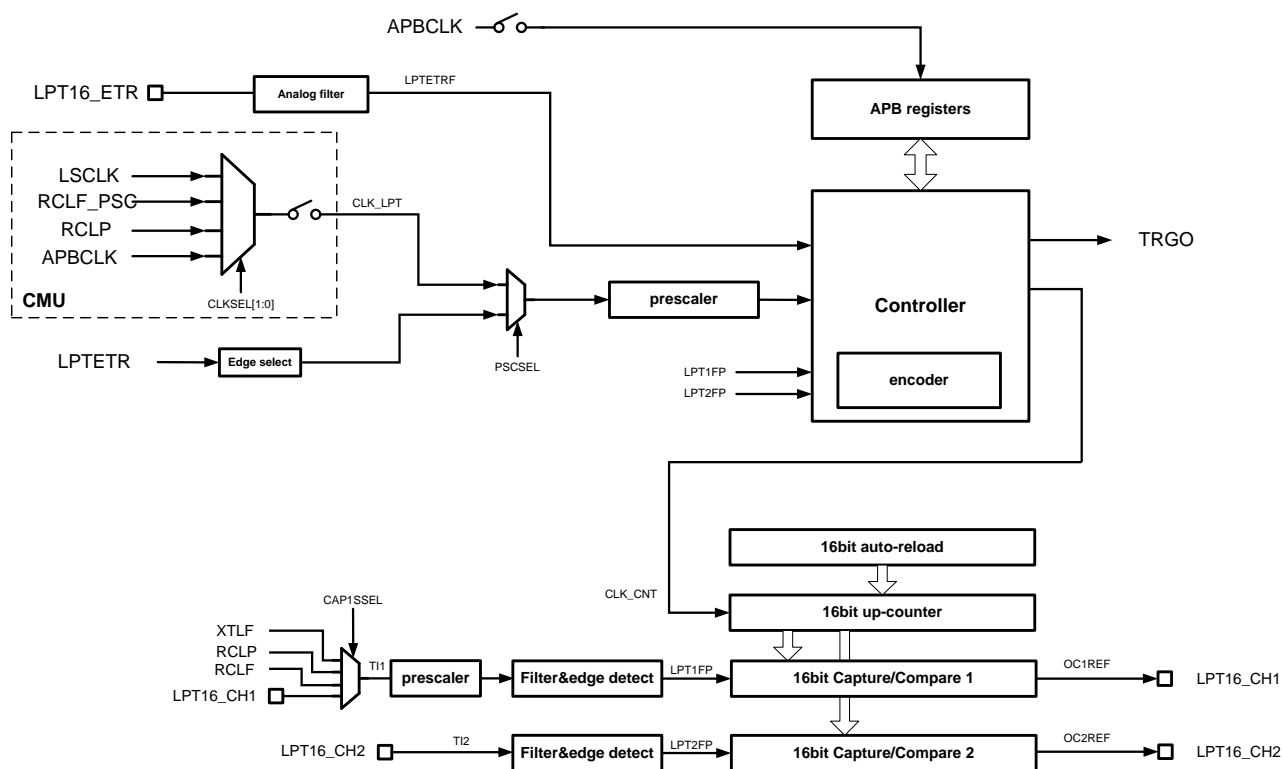 APBCLK
LPT16_ETR
Analog filter
LPTETRF
APB registers
LSCLK
RCLF_PSC
RCLP
APBCLK
CLK_LPT
CLKSEL[1:0]
CMU
TRGO
prescaler
Controller
LPTETR
Edge select
PSCSEL
LPT1FP
LPT2FP
encoder
16bit auto-reload
CLK_CNT
16bit up-counter
CAP1SSEL
XTLF
RCLP
RCLF
LPT16_CH1
TI1
prescaler
Filter&edge detect
LPT1FP
16bit Capture/Compare 1
OC1REF
LPT16_CH1
LPT16_CH2
TI2
Filter&edge detect
LPT2FP
16bit Capture/Compare 2
OC2REF
LPT16_CH2